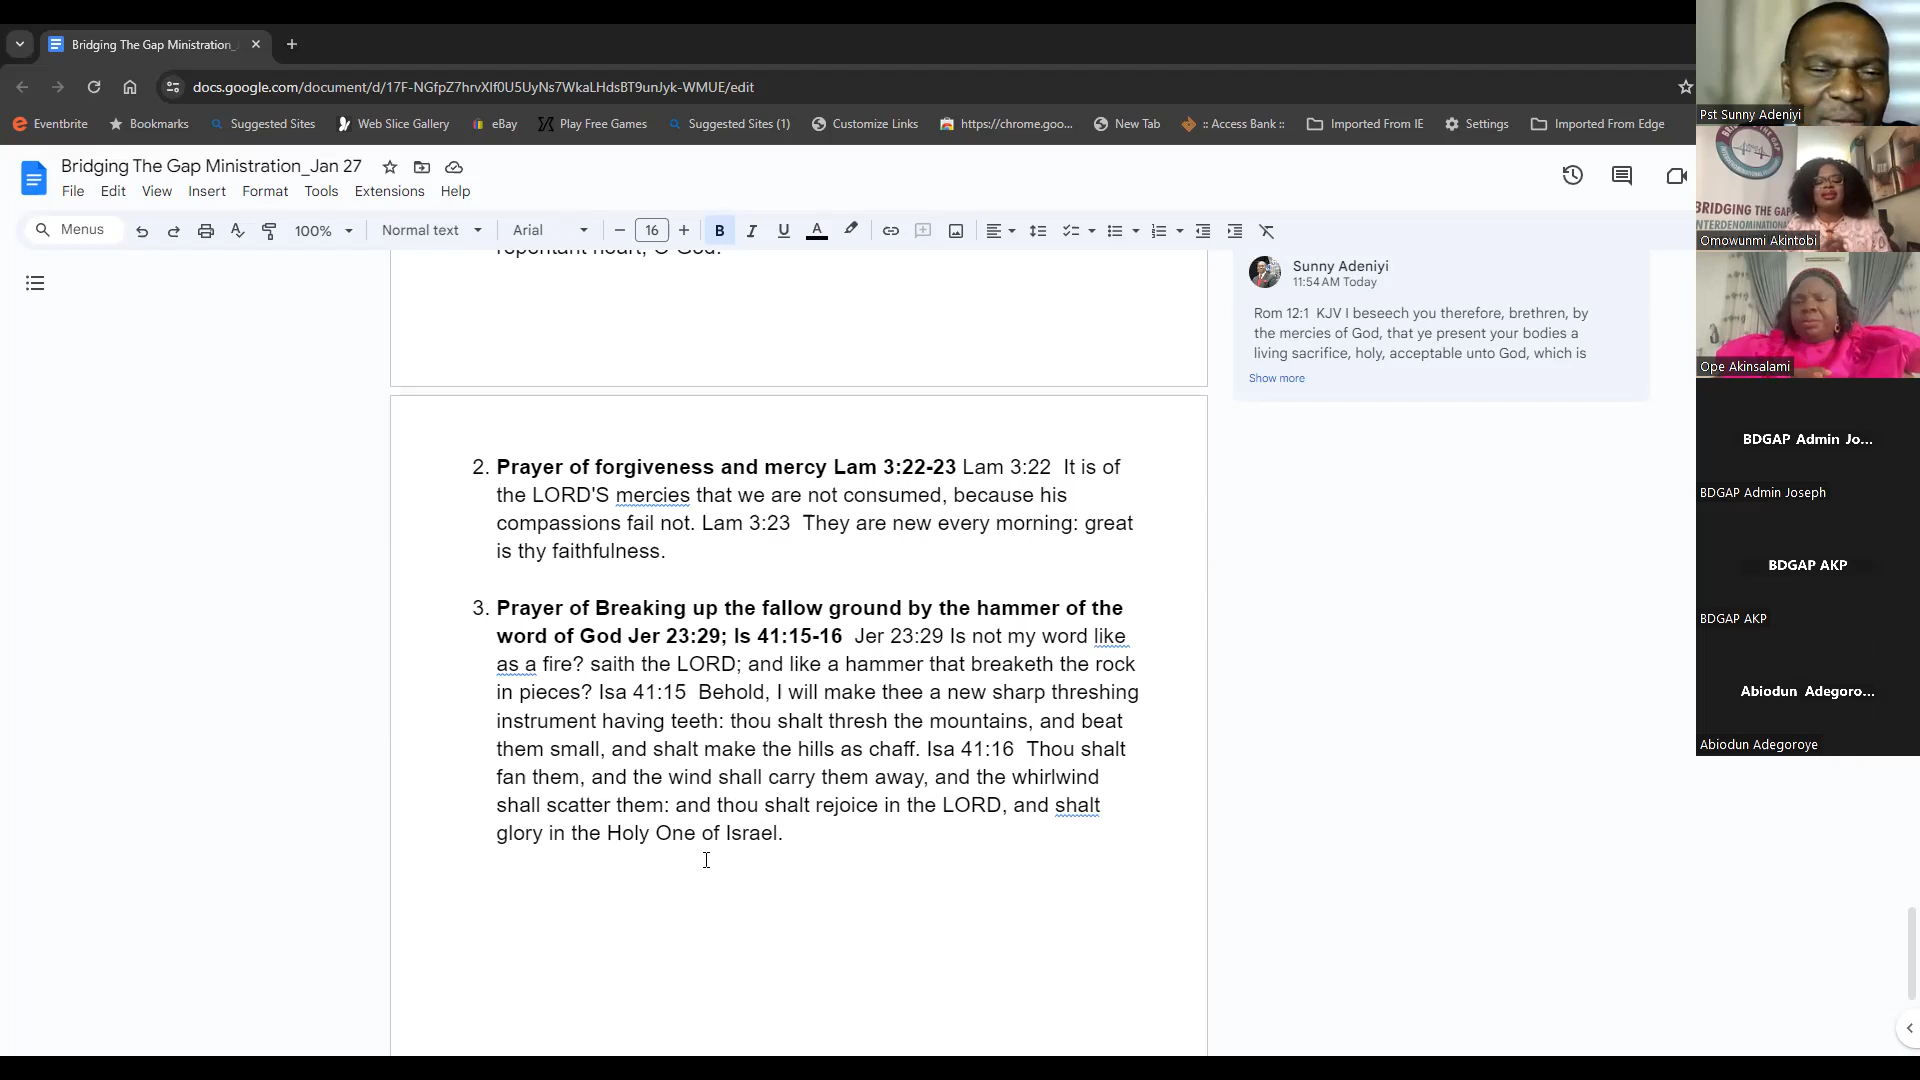 Bridging The Gap Ministration_
docs.google.com/document/d/17F-NGfpZ7hrvXlf0U5UyNs7WkaLHdsBT9unJyk-WMUE/edit
Eventbrite Bookmarks Suggested Sites Web Slice Gallery eBay Play Free Games Suggested Sites (1) Customize Links https://chrome.goo... New Tab :: Access Bank :: Imported From IE Settings Imported From Edge
Bridging The Gap Ministration_Jan 27
File Edit View Insert Format Tools Extensions Help
Menus 100% Normal text Arial 16 B I U A
repentant heart, O God.
2. Prayer of forgiveness and mercy Lam 3:22-23 Lam 3:22 It is of
the LORD'S mercies that we are not consumed, because his
compassions fail not. Lam 3:23 They are new every morning: great
is thy faithfulness.
3. Prayer of Breaking up the fallow ground by the hammer of the
word of God Jer 23:29; Is 41:15-16 Jer 23:29 Is not my word like
as a fire? saith the LORD; and like a hammer that breaketh the rock
in pieces? Isa 41:15 Behold, I will make thee a new sharp threshing
instrument having teeth: thou shalt thresh the mountains, and beat
them small, and shalt make the hills as chaff. Isa 41:16 Thou shalt
fan them, and the wind shall carry them away, and the whirlwind
shall scatter them: and thou shalt rejoice in the LORD, and shalt
glory in the Holy One of Israel.
Sunny Adeniyi
11:54 AM Today
Rom 12:1 KJV I beseech you therefore, brethren, by
the mercies of God, that ye present your bodies a
living sacrifice, holy, acceptable unto God, which is
Show more
Pst Sunny Adeniyi
BRIDGING THE GAP
INTERDENOMINATIONAL
Omowunmi Akintobi
Ope Akinsalami
BDGAP Admin Jo...
BDGAP Admin Joseph
BDGAP AKP
BDGAP AKP
Abiodun Adegoro...
Abiodun Adegoroye